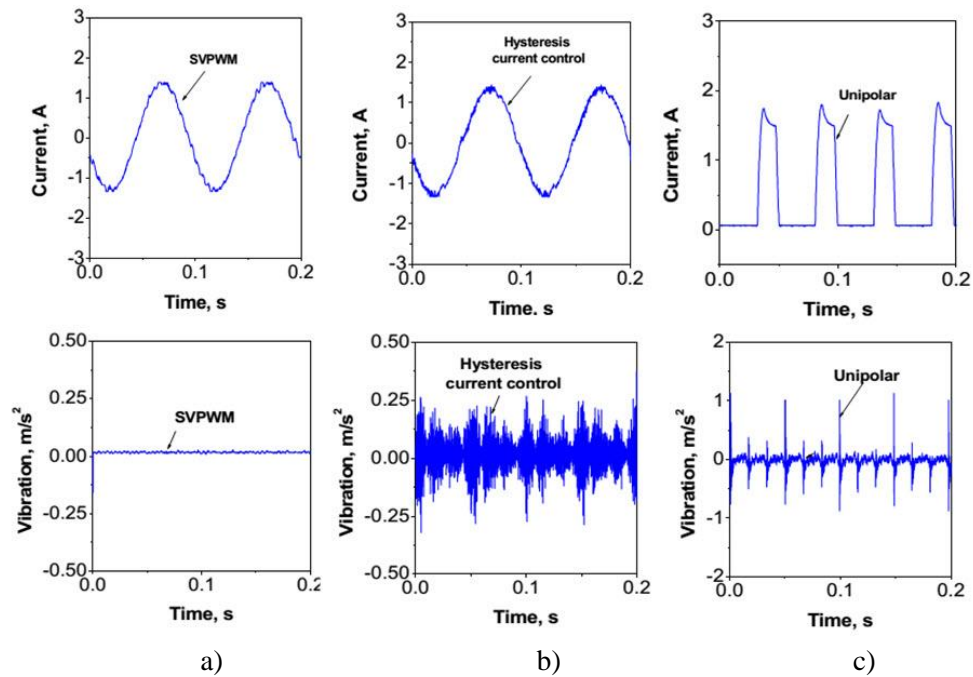 3
2
1
0
-1
-2
-3
0.0
0.1
0.2
Current, A
Time, s
SVPWM
3
2
1
0
-1
-2
-3
0.0
0.1
0.2
Current, A
Time. s
Hysteresis
current control
3
2
1
0
0.0
0.1
0.2
Current, A
Time, s
Unipolar
0.50
0.25
0.00
-0.25
-0.50
0.0
0.1
0.2
Vibration, m/s²
Time, s
SVPWM
0.50
0.25
0.00
-0.25
-0.50
0.0
0.1
0.2
Vibration, m/s²
Time, s
Hysteresis
current control
2
1
0
-1
-2
0.0
0.1
0.2
Vibration, m/s²
Time, s
Unipolar
a)
b)
c)